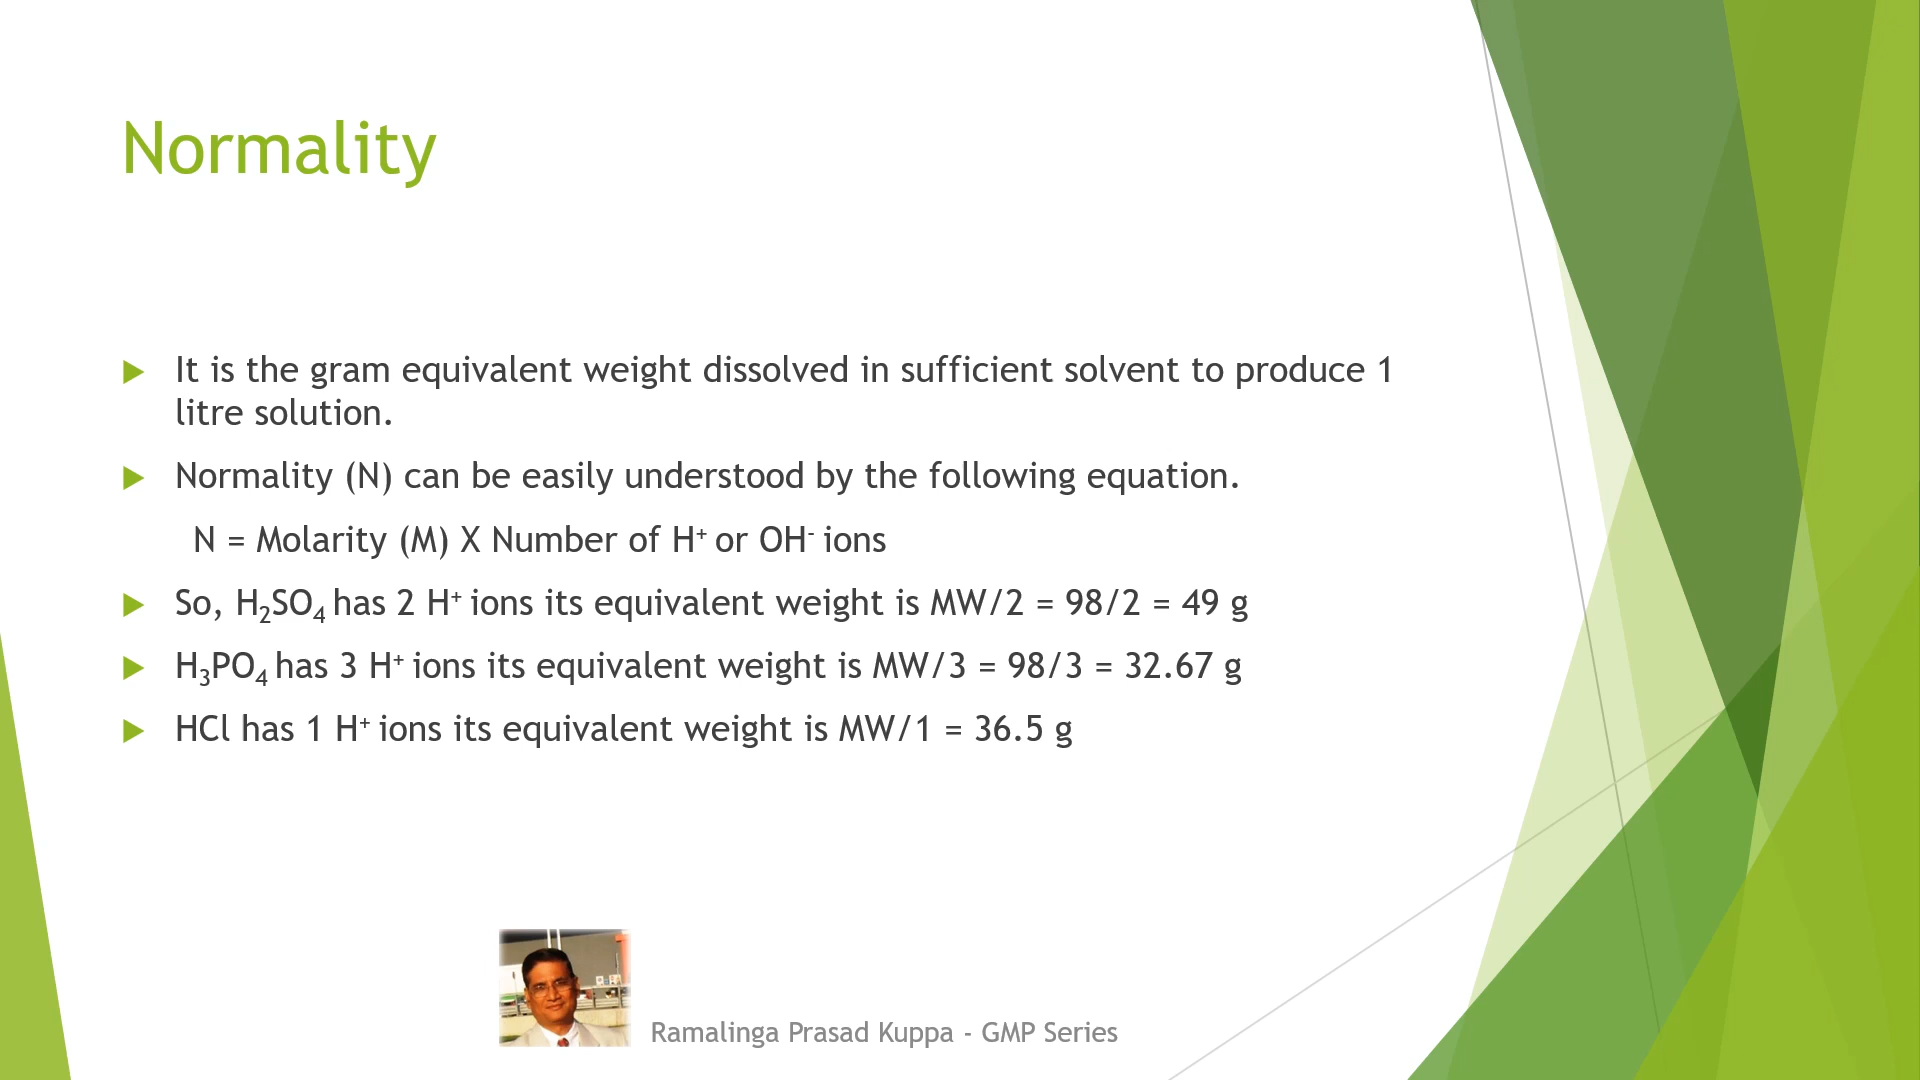 Normality
It is the gram equivalent weight dissolved in sufficient solvent to produce 1
litre solution.
Normality (N) can be easily understood by the following equation.
N = Molarity (M) X Number of H⁺ or OH⁻ ions
So, H₂SO₄ has 2 H⁺ ions its equivalent weight is MW/2 = 98/2 = 49 g
H₃PO₄ has 3 H⁺ ions its equivalent weight is MW/3 = 98/3 = 32.67 g
HCl has 1 H⁺ ions its equivalent weight is MW/1 = 36.5 g
Ramalinga Prasad Kuppa - GMP Series